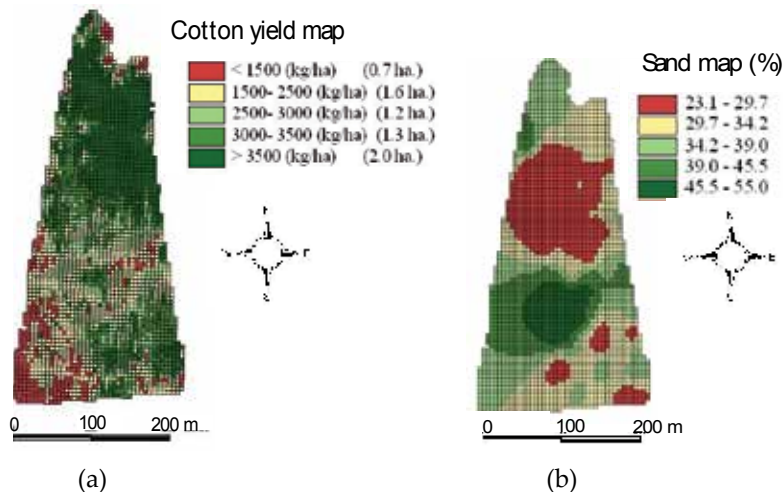 Cotton yield map
< 1500 (kg/ha) (0.7 ha.)
1500- 2500 (kg/ha) (1.6 ha.)
2500- 3000 (kg/ha) (1.2 ha.)
3000- 3500 (kg/ha) (1.3 ha.)
> 3500 (kg/ha) (2.0 ha.)
Sand map (%)
23.1 - 29.7
29.7 - 34.2
34.2 - 39.0
39.0 - 45.5
45.5 - 55.0
0 100 200 m
0 100 200 m
(a)
(b)